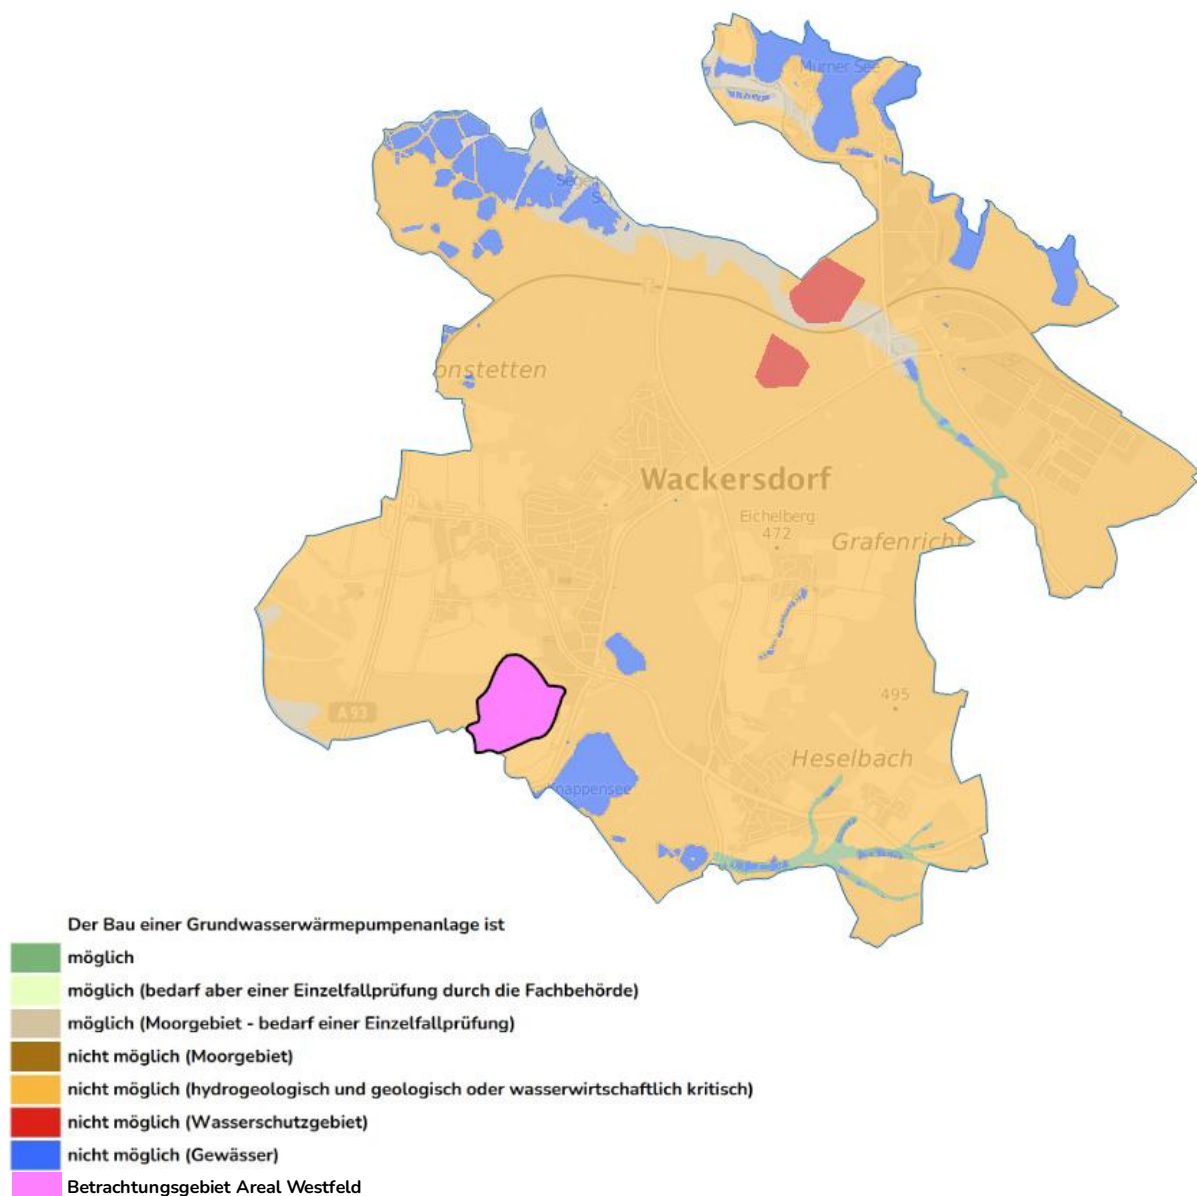 Murner See
onstetten
Wackersdorf
Eichelberg
472
Grafenricht
495
A 93
Heselbach
nappensee
Der Bau einer Grundwasserwärmepumpenanlage ist
möglich
möglich (bedarf aber einer Einzelfallprüfung durch die Fachbehörde)
möglich (Moorgebiet - bedarf einer Einzelfallprüfung)
nicht möglich (Moorgebiet)
nicht möglich (hydrogeologisch und geologisch oder wasserwirtschaftlich kritisch)
nicht möglich (Wasserschutzgebiet)
nicht möglich (Gewässer)
Betrachtungsgebiet Areal Westfeld